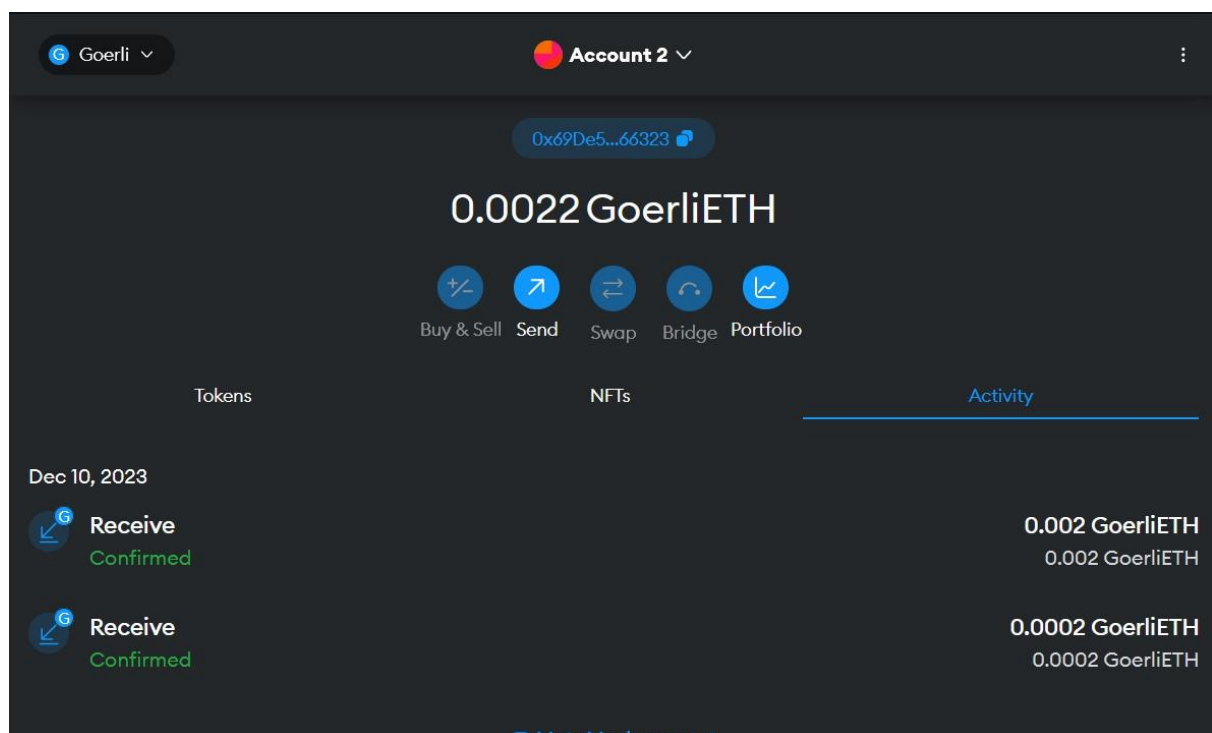 G Goerli
Account 2
0x69De5...66323
0.0022 GoerliETH
Buy & Sell Send Swap Bridge Portfolio
Tokens NFTs Activity
Dec 10, 2023
G
Receive 0.002 GoerliETH
Confirmed 0.002 GoerliETH
G
Receive 0.0002 GoerliETH
Confirmed 0.0002 GoerliETH